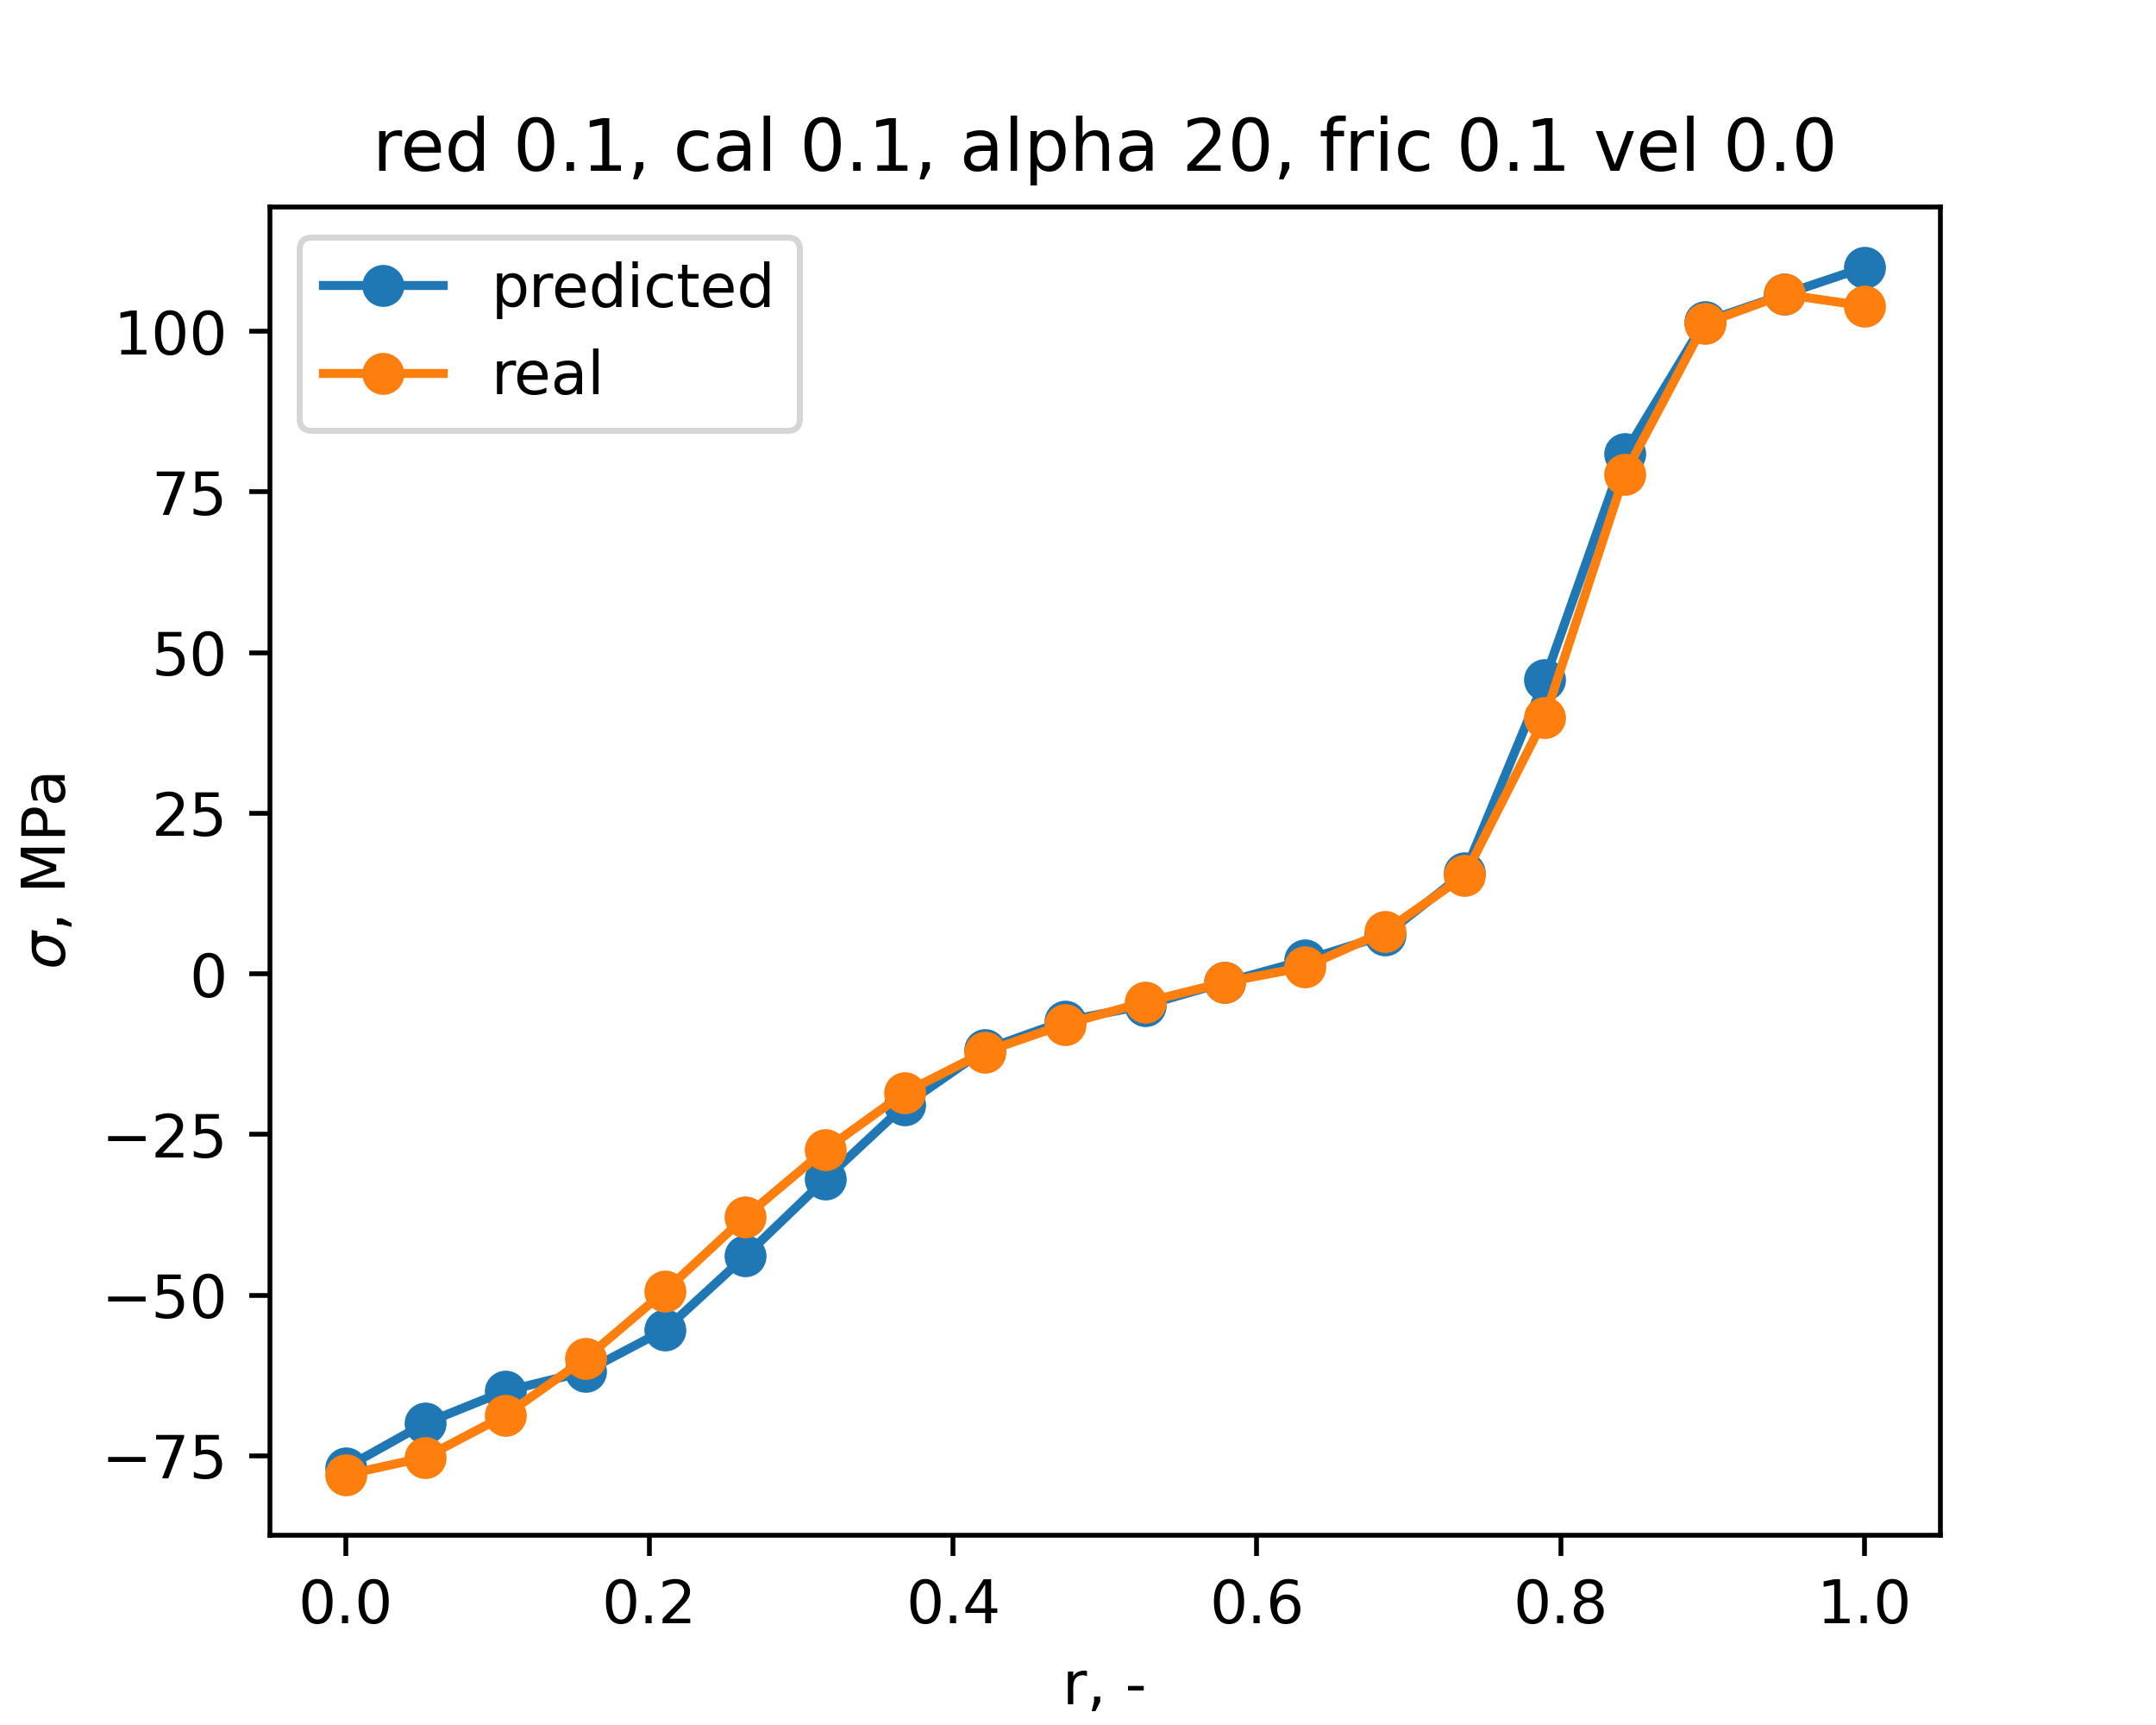 red 0.1, cal 0.1, alpha 20, fric 0.1 vel 0.0
predicted
real
100
75
50
25
0
−25
−50
−75
σ, MPa
0.0 0.2 0.4 0.6 0.8 1.0
r, -